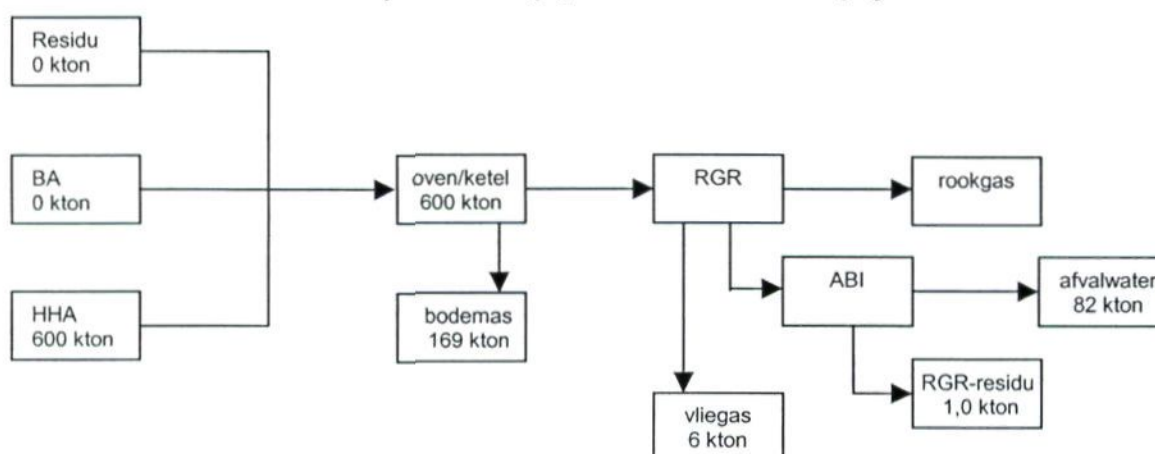 Residu
0 kton
BA
0 kton
HHA
600 kton
oven/ketel
600 kton
bodemas
169 kton
RGR
vliegas
6 kton
rookgas
ABI
afvalwater
82 kton
RGR-residu
1,0 kton